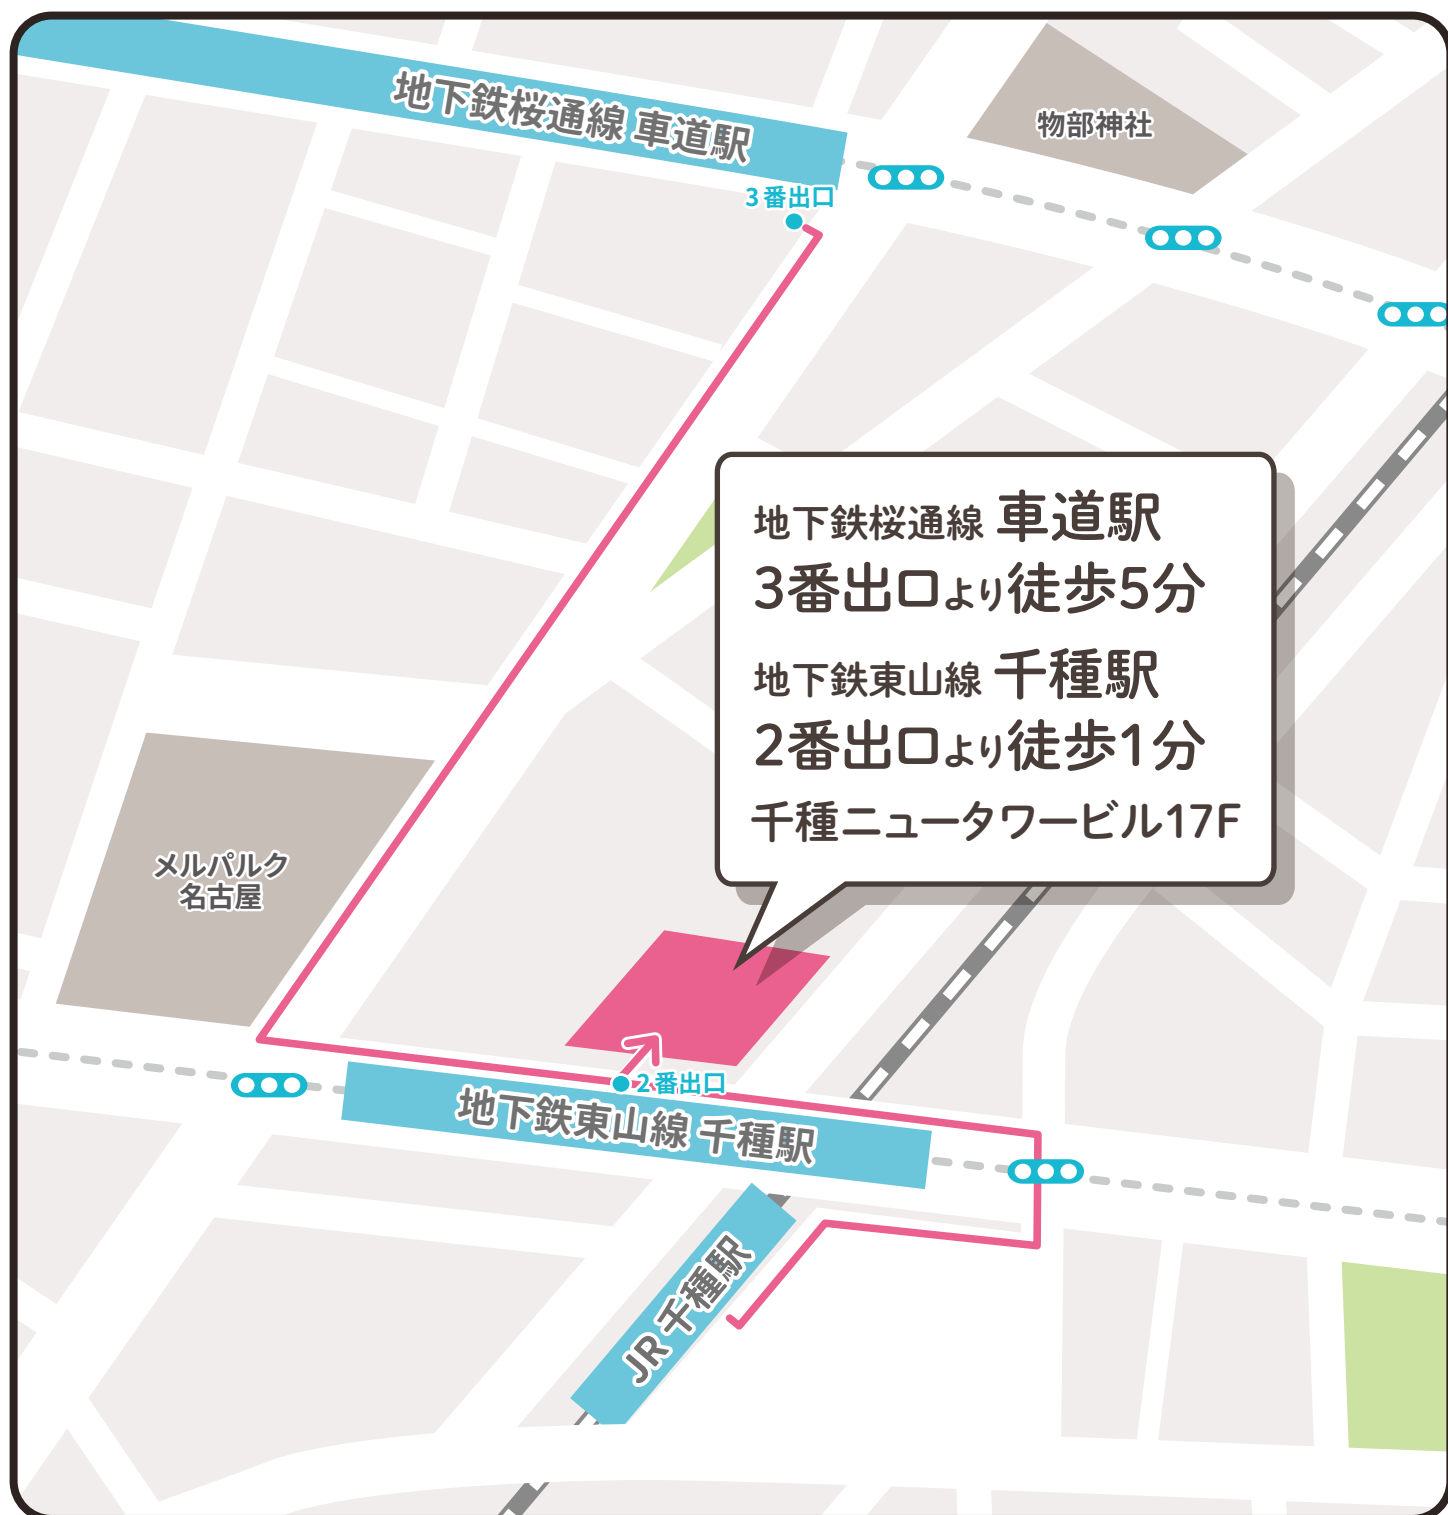 地下鉄桜通線 車道駅
物部神社
3番出口
地下鉄桜通線 車道駅
3番出口より徒歩5分
地下鉄東山線 千種駅
2番出口より徒歩1分
千種ニュータワービル17F
メルパルク
名古屋
2番出口
地下鉄東山線 千種駅
JR 千種駅